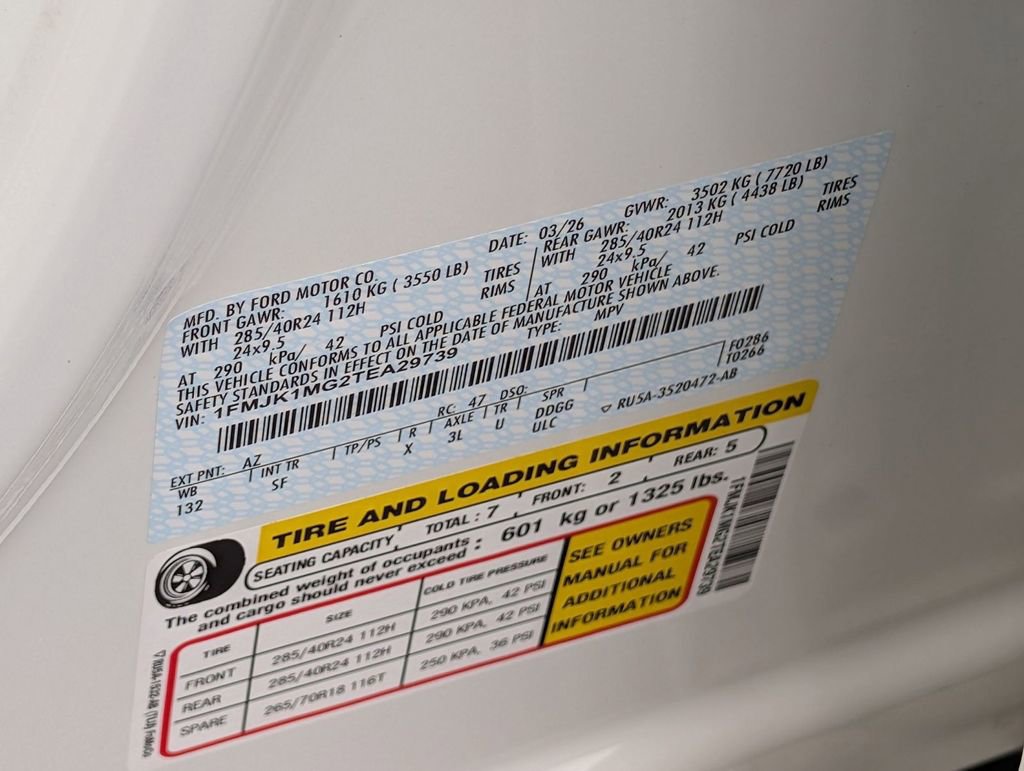 MFD. BY FORD MOTOR CO.
DATE: 03/26 GVWR: 3502 KG ( 7720 LB)
FRONT GAWR: 1610 KG ( 3550 LB) REAR GAWR: 2013 KG ( 4438 LB)
WITH 285/40R24 112H TIRES WITH 285/40R24 112H TIRES
24x9.5 RIMS 24x9.5 RIMS
AT 290 kPa/ 42 PSI COLD AT 290 kPa/ 42 PSI COLD
THIS VEHICLE CONFORMS TO ALL APPLICABLE FEDERAL MOTOR VEHICLE
SAFETY STANDARDS IN EFFECT ON THE DATE OF MANUFACTURE SHOWN ABOVE.
VIN: 1FMJK1MG2TEA29739 TYPE: MPV
F0286
T0266
EXT PNT: AZ RC: 47 DSO:
WB INT TR TP/PS R AXLE TR SPR
132 SF X 3L U DDGG
ULC
▽ RU5A-3520472-AB
TIRE AND LOADING INFORMATION
SEATING CAPACITY TOTAL: 7 FRONT: 2 REAR: 5
The combined weight of occupants and cargo should never exceed : 601 kg or 1325 lbs.
TIRE SIZE COLD TIRE PRESSURE
FRONT 285/40R24 112H 290 KPA, 42 PSI
REAR 285/40R24 112H 290 KPA, 42 PSI
SPARE 265/70R18 116T 250 KPA, 36 PSI
SEE OWNERS
MANUAL FOR
ADDITIONAL
INFORMATION
1FMJK1MG2TEA29739
▽ RU5A-1532-AB (TUA) FoMoCo